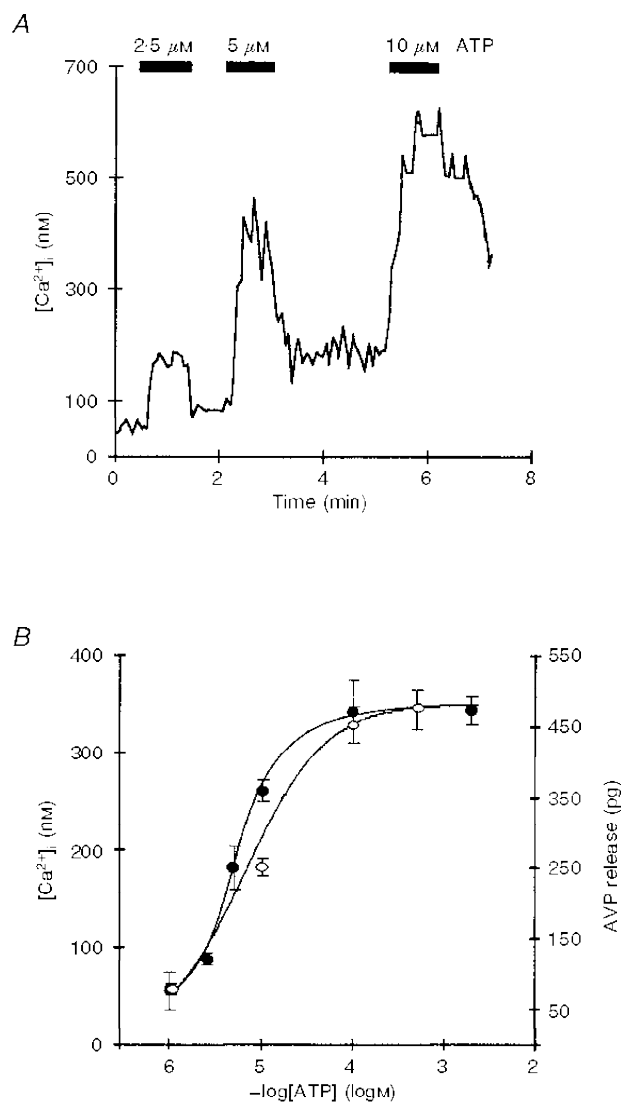 A
2·5 μM 5 μM 10 μM ATP
700
500
300
100
0
[Ca²⁺]ᵢ (nM)
0 2 4 6 8
Time (min)
B
400
300
200
100
0
[Ca²⁺]ᵢ (nM)
550
450
350
250
150
50
AVP release (pg)
6 5 4 3 2
−log[ATP] (logM)